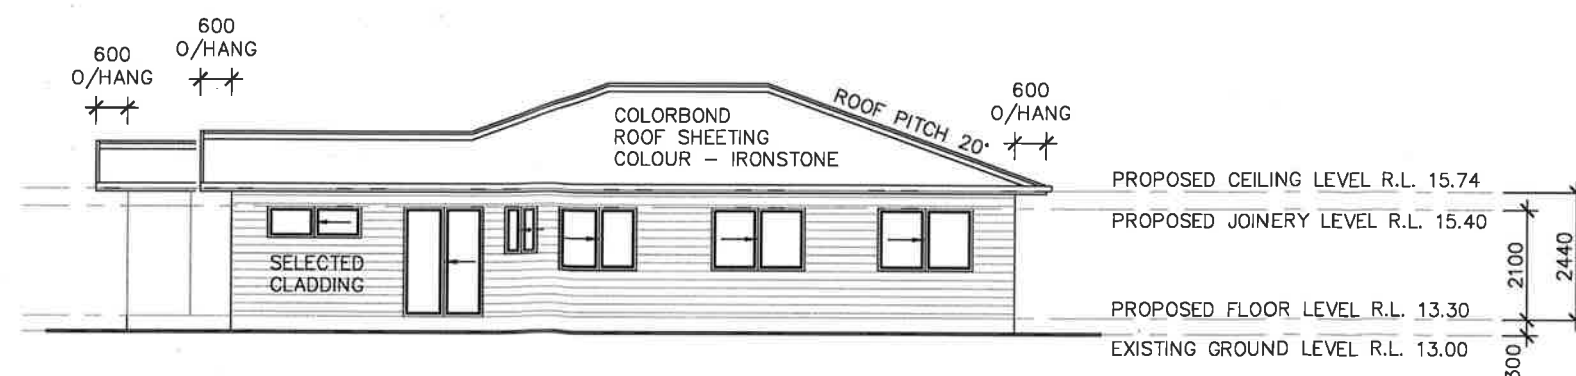 600
O/HANG
600
O/HANG
600
O/HANG
ROOF PITCH 20°
COLORBOND
ROOF SHEETING
COLOUR – IRONSTONE
PROPOSED CEILING LEVEL R.L. 15.74
PROPOSED JOINERY LEVEL R.L. 15.40
SELECTED
CLADDING
2100
2440
PROPOSED FLOOR LEVEL R.L. 13.30
EXISTING GROUND LEVEL R.L. 13.00
300